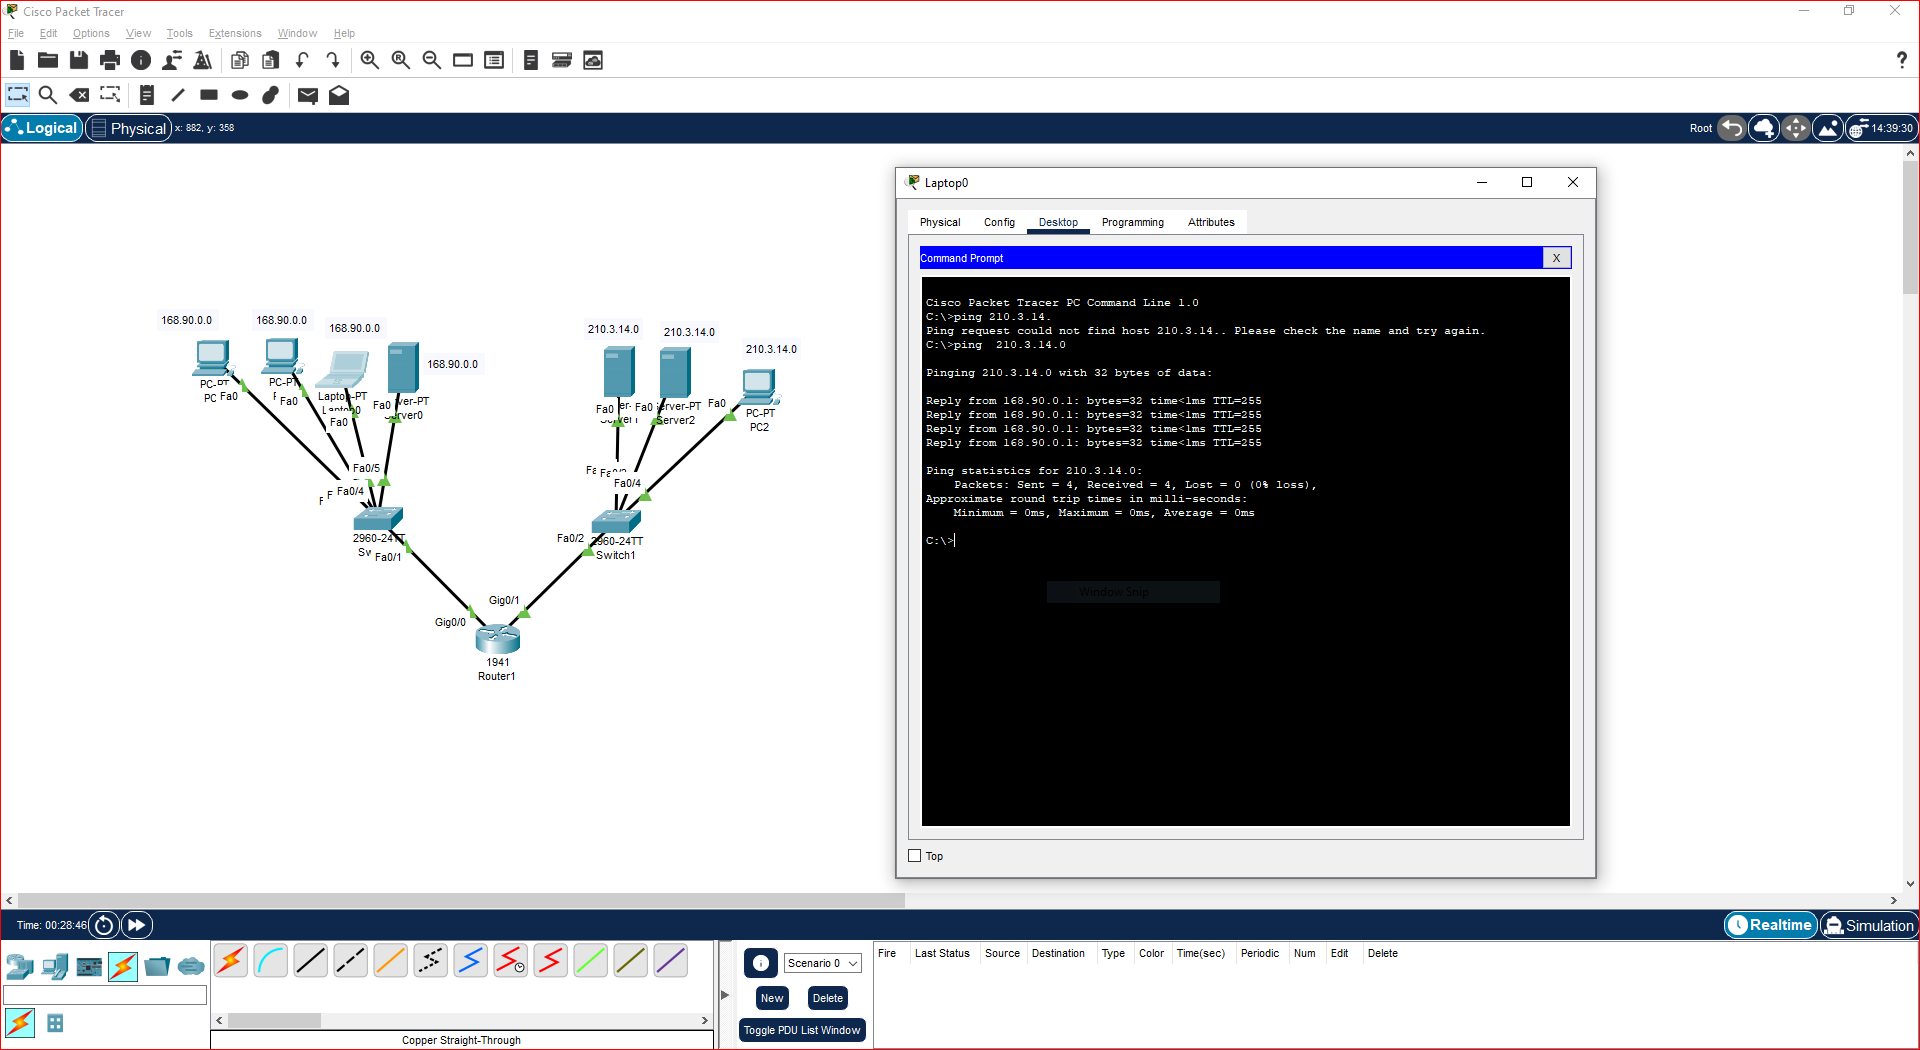 Cisco Packet Tracer
File Edit Options View Tools Extensions Window Help
Logical Physical x: 882, y: 358
Root 14:39:30
Laptop0
Physical Config Desktop Programming Attributes
Command Prompt X
Cisco Packet Tracer PC Command Line 1.0
C:\>ping 210.3.14.
Ping request could not find host 210.3.14.. Please check the name and try again.
C:\>ping  210.3.14.0
Pinging 210.3.14.0 with 32 bytes of data:
Reply from 168.90.0.1: bytes=32 time<1ms TTL=255
Reply from 168.90.0.1: bytes=32 time<1ms TTL=255
Reply from 168.90.0.1: bytes=32 time<1ms TTL=255
Reply from 168.90.0.1: bytes=32 time<1ms TTL=255
Ping statistics for 210.3.14.0:
Packets: Sent = 4, Received = 4, Lost = 0 (0% loss),
Approximate round trip times in milli-seconds:
Minimum = 0ms, Maximum = 0ms, Average = 0ms
C:\>
Window Snip
Top
168.90.0.0
168.90.0.0
168.90.0.0
168.90.0.0
210.3.14.0
210.3.14.0
210.3.14.0
PC-PT
PC Fa0
PC-PT
Fa0
Laptop-PT
Laptop0
Fa0
Fa0 ver-PT
Server0
Fa0
Server1
Fa0 erver-PT
Server2
Fa0
PC-PT
PC2
Fa0/5
Fa0/4
2960-24TT
Fa0/1
Fa0/4
Fa0/2 2960-24TT
Switch1
Gig0/1
Gig0/0
1941
Router1
Time: 00:28:46
Realtime Simulation
Scenario 0
New Delete
Toggle PDU List Window
Fire Last Status Source Destination Type Color Time(sec) Periodic Num Edit Delete
Copper Straight-Through